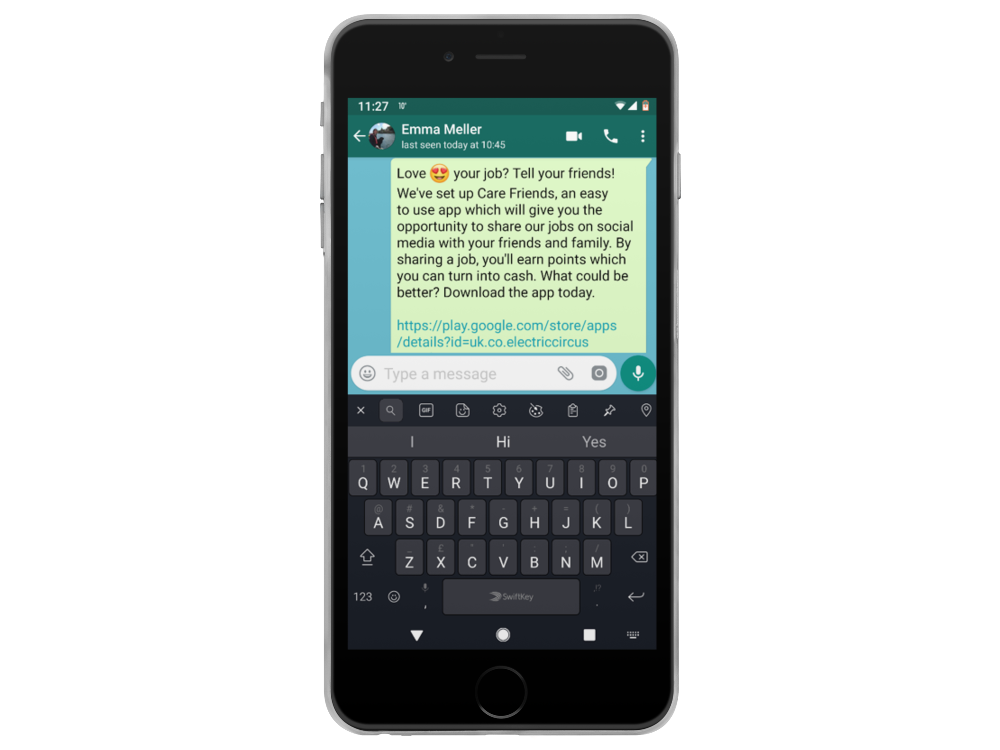 11:27 10°
Emma Meller
last seen today at 10:45
Love 😍 your job? Tell your friends!
We've set up Care Friends, an easy
to use app which will give you the
opportunity to share our jobs on social
media with your friends and family. By
sharing a job, you'll earn points which
you can turn into cash. What could be
better? Download the app today.
https://play.google.com/store/apps
/details?id=uk.co.electriccircus
Type a message
GIF
I Hi Yes
1 2 3 4 5 6 7 8 9 0
Q W E R T Y U I O P
@ # & * - + = ( )
A S D F G H J K L
_ £ " ' : ; /
Z X C V B N M
,!?
123 , SwiftKey .